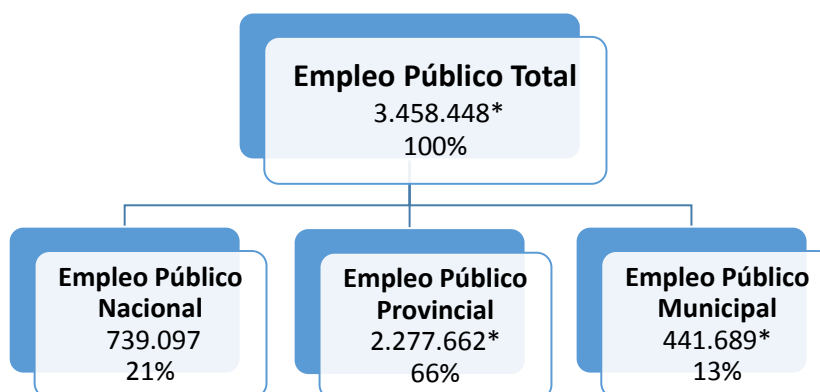 Empleo Público Total
3.458.448*
100%
Empleo Público
Nacional
739.097
21%
Empleo Público
Provincial
2.277.662*
66%
Empleo Público
Municipal
441.689*
13%